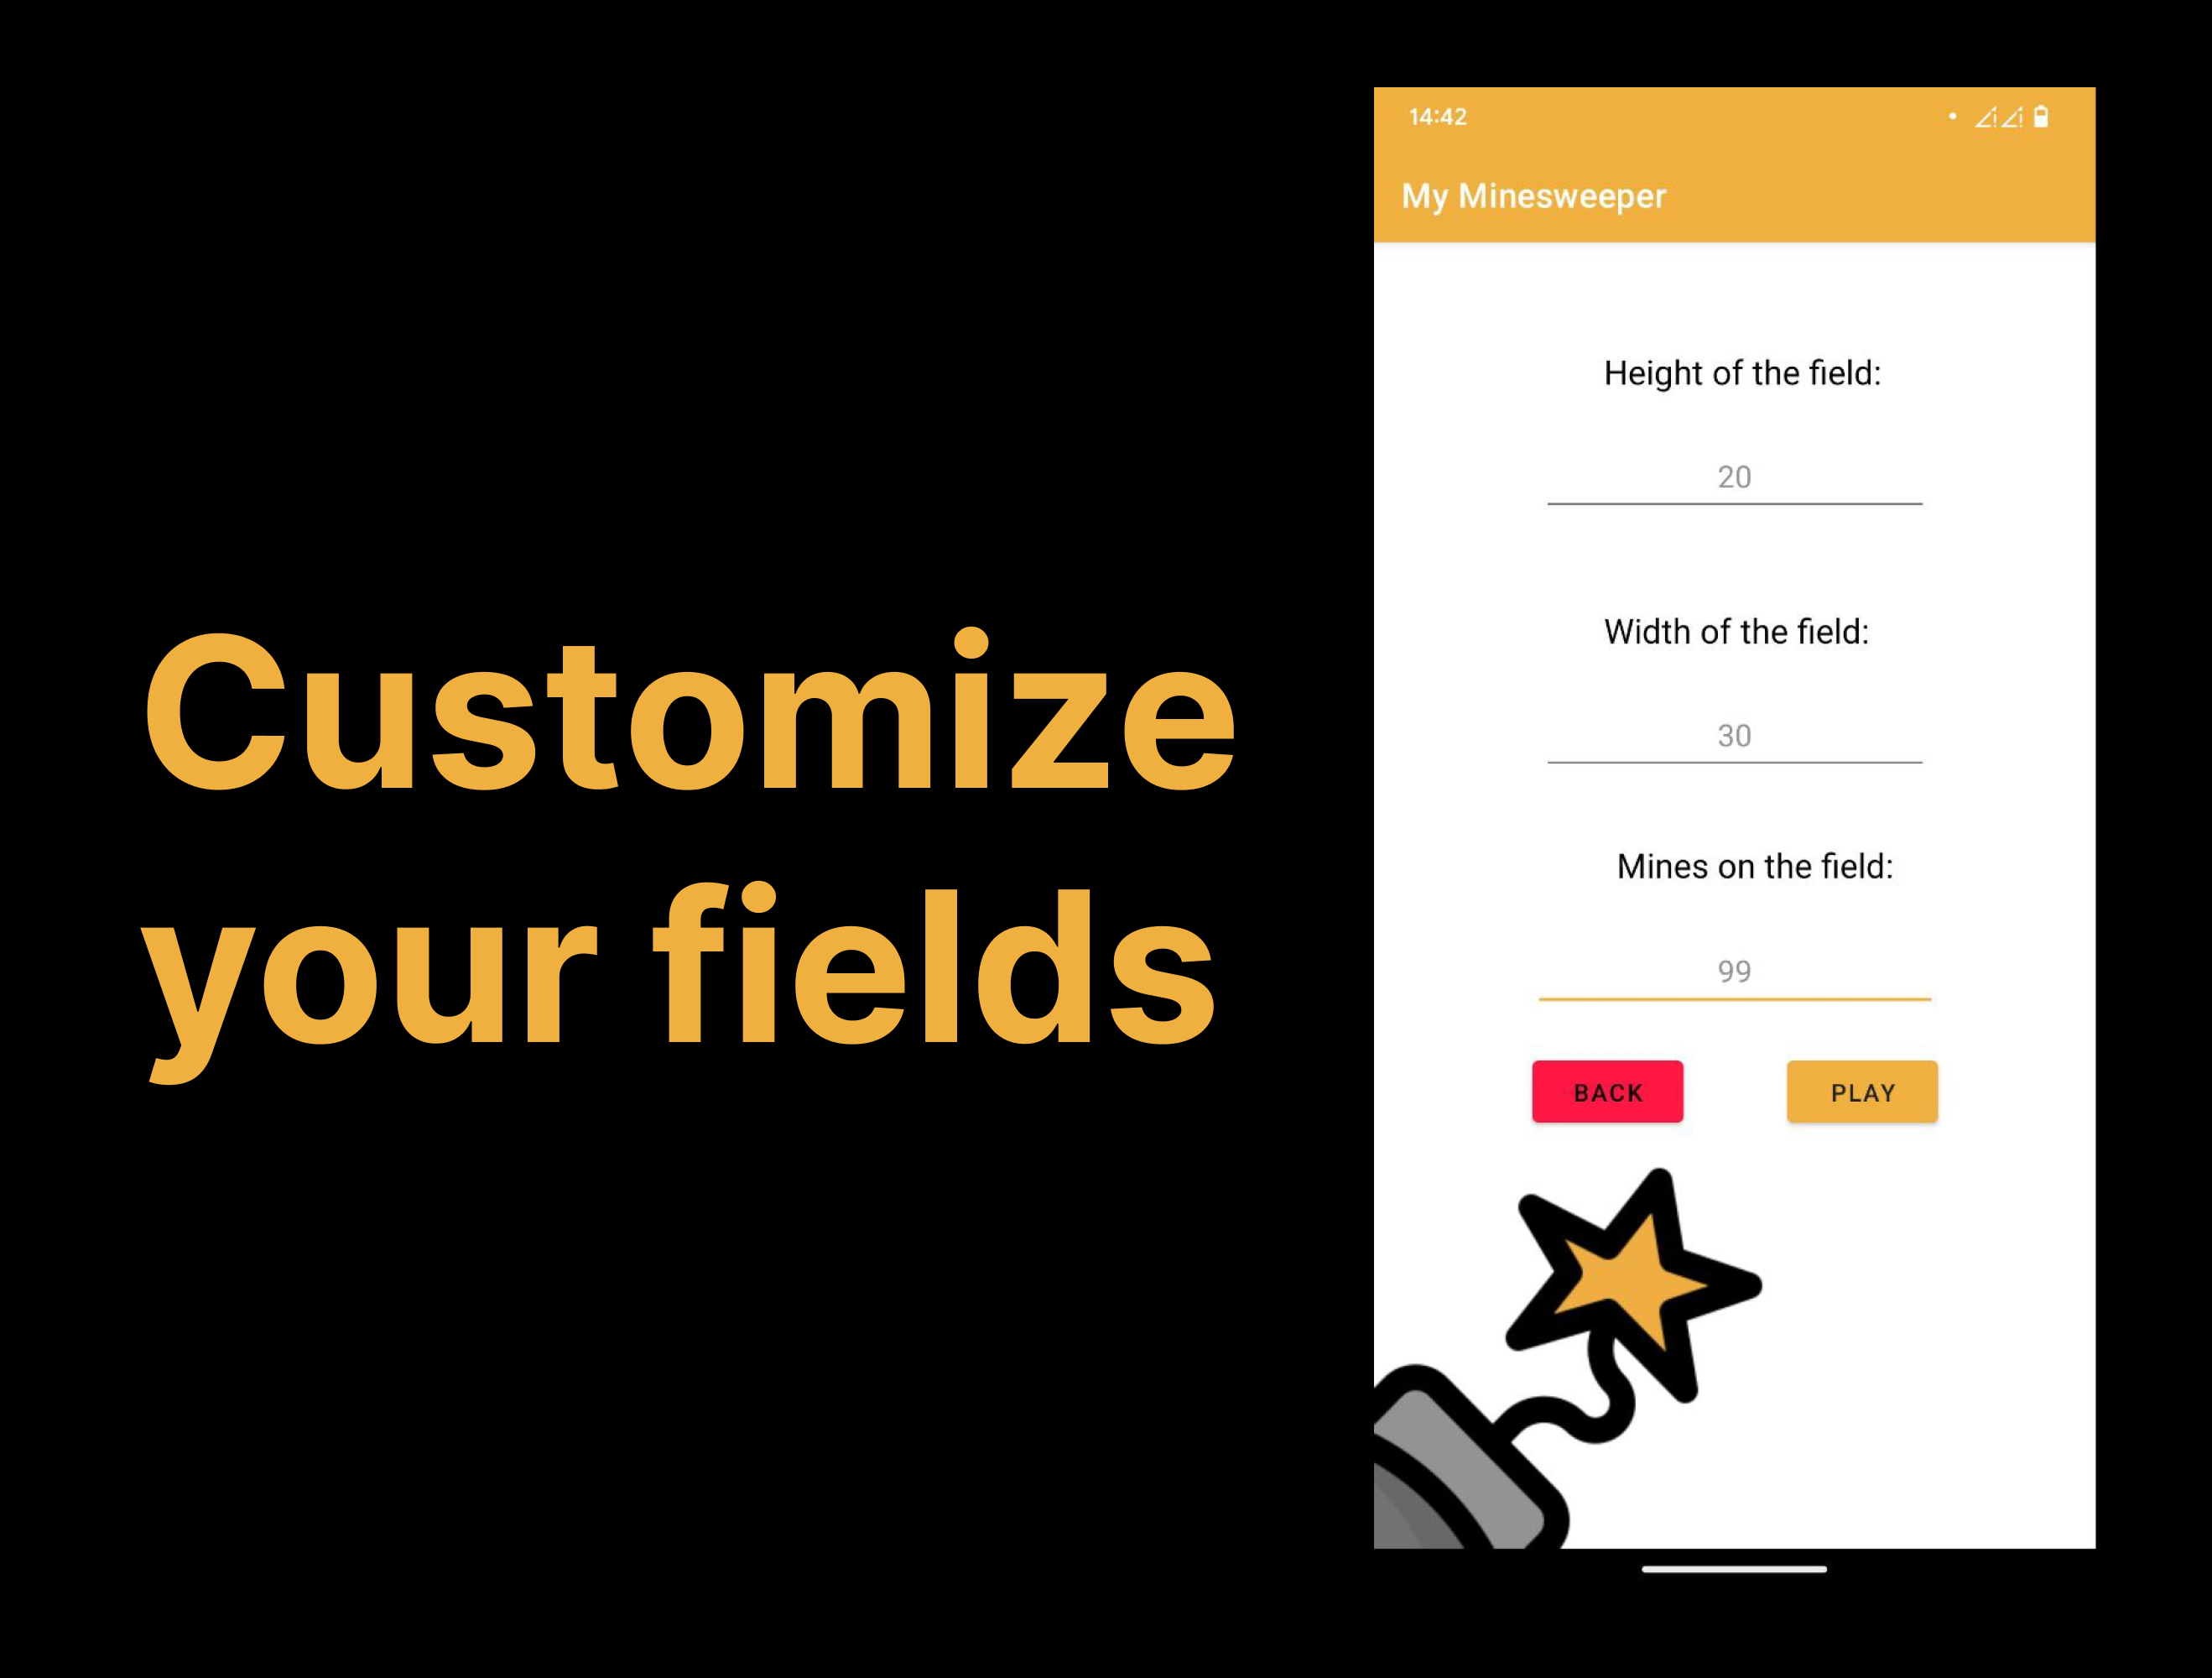 Customize
your fields
14:42
My Minesweeper
Height of the field:
20
Width of the field:
30
Mines on the field:
99
BACK PLAY